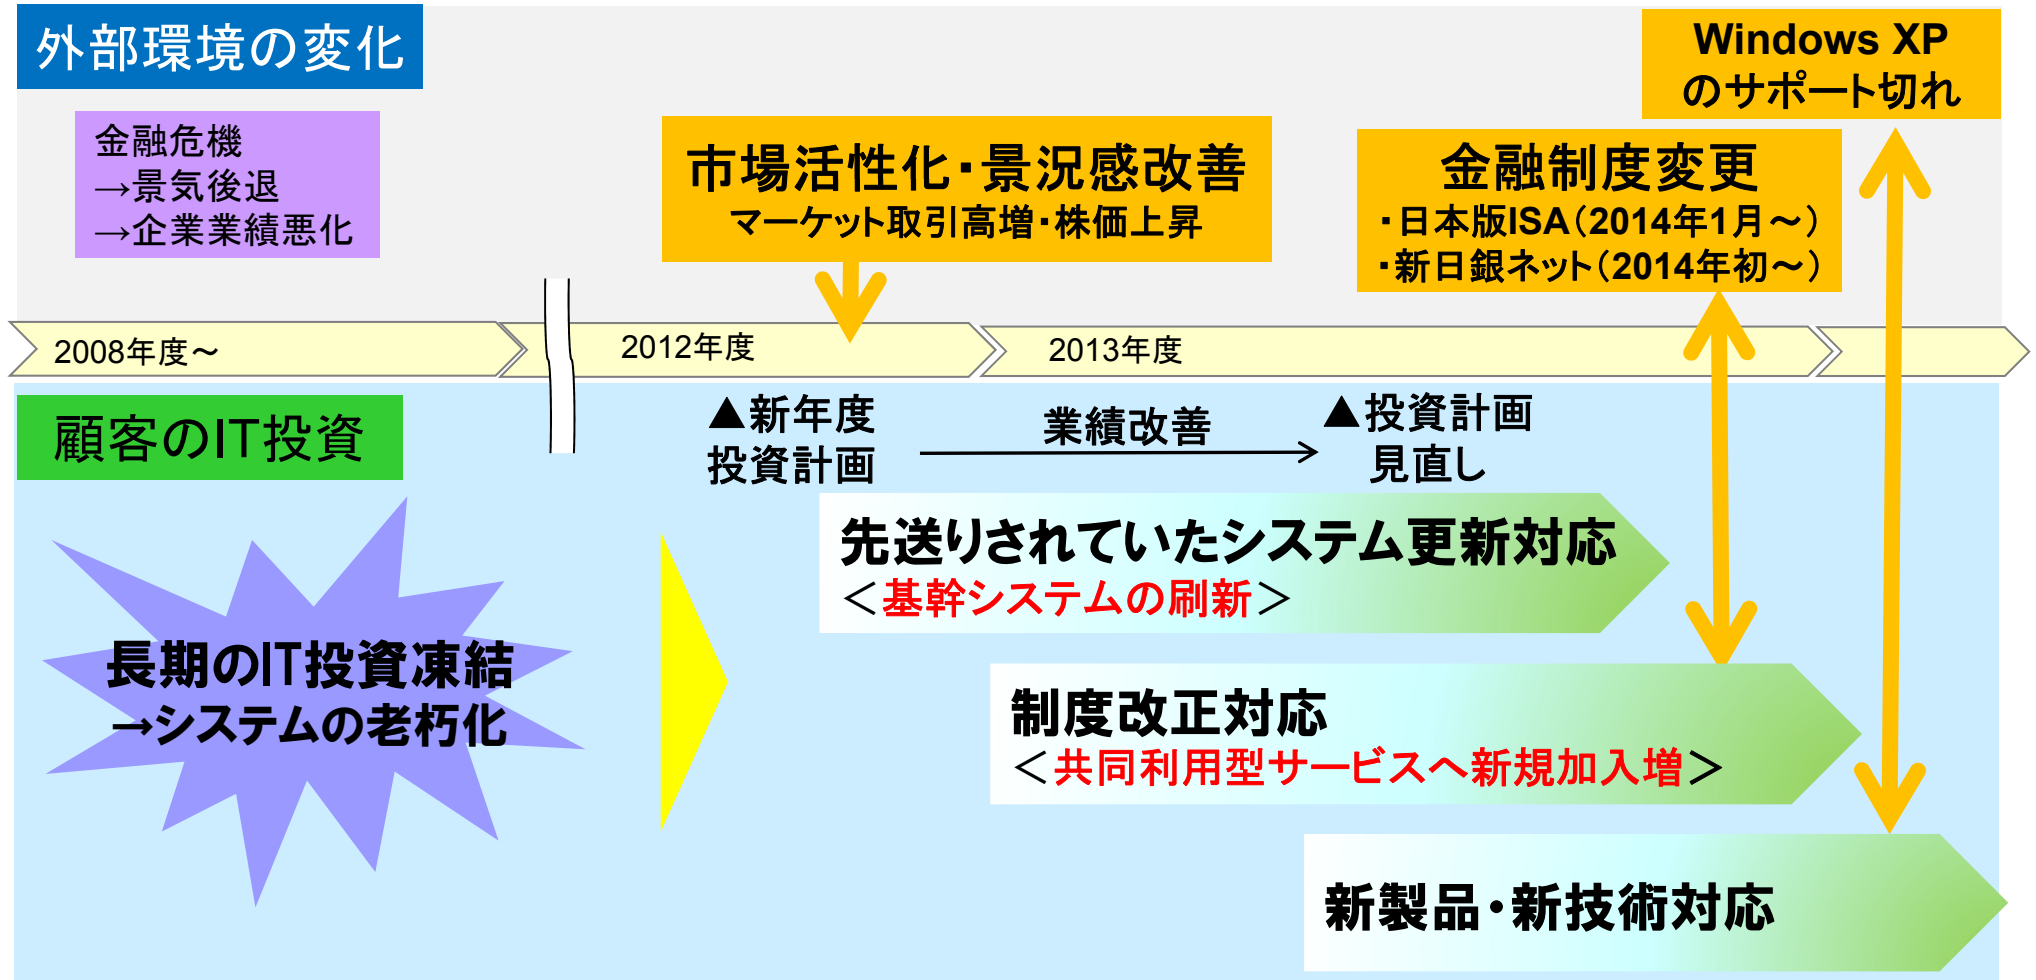 外部環境の変化
Windows XP
のサポート切れ
金融危機
→景気後退
→企業業績悪化
市場活性化・景況感改善
マーケット取引高増・株価上昇
金融制度変更
・日本版ISA（2014年1月～）
・新日銀ネット（2014年初～）
2008年度～
2012年度
2013年度
顧客のIT投資
▲新年度
投資計画
業績改善
▲投資計画
見直し
先送りされていたシステム更新対応
＜基幹システムの刷新＞
長期のIT投資凍結
→システムの老朽化
制度改正対応
＜共同利用型サービスへ新規加入増＞
新製品・新技術対応